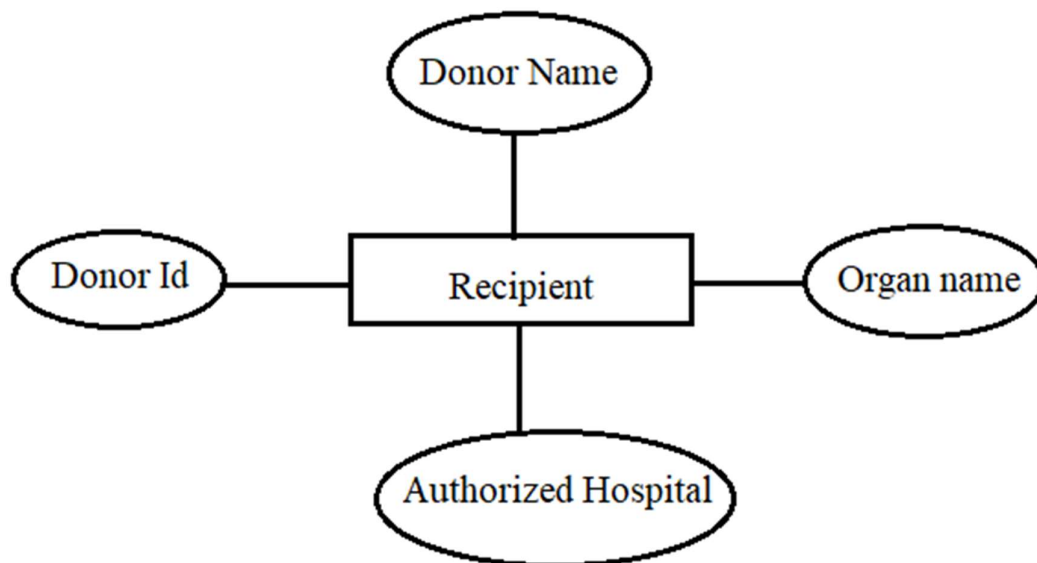 Donor Name
Donor Id
Recipient
Organ name
Authorized Hospital